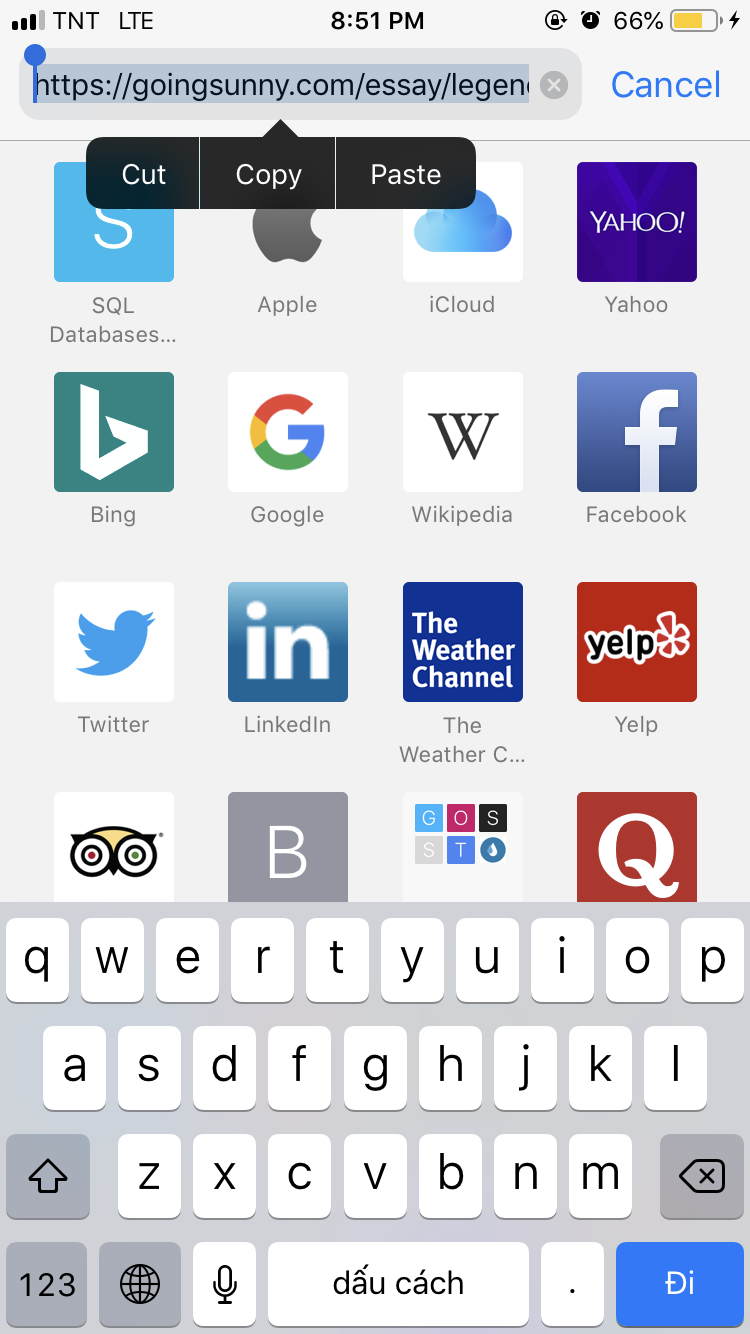 TNT LTE 8:51 PM 66%
https://goingsunny.com/essay/legen
Cancel
Cut Copy Paste
S
YAHOO!
SQL
Databases...
Apple
iCloud
Yahoo
W
f
Bing
Google
Wikipedia
Facebook
in
The
Weather
Channel
yelp
Twitter
LinkedIn
The
Weather C...
Yelp
B
G O S
S T
Q
q w e r t y u i o p
a s d f g h j k l
z x c v b n m
123 dấu cách . Đi